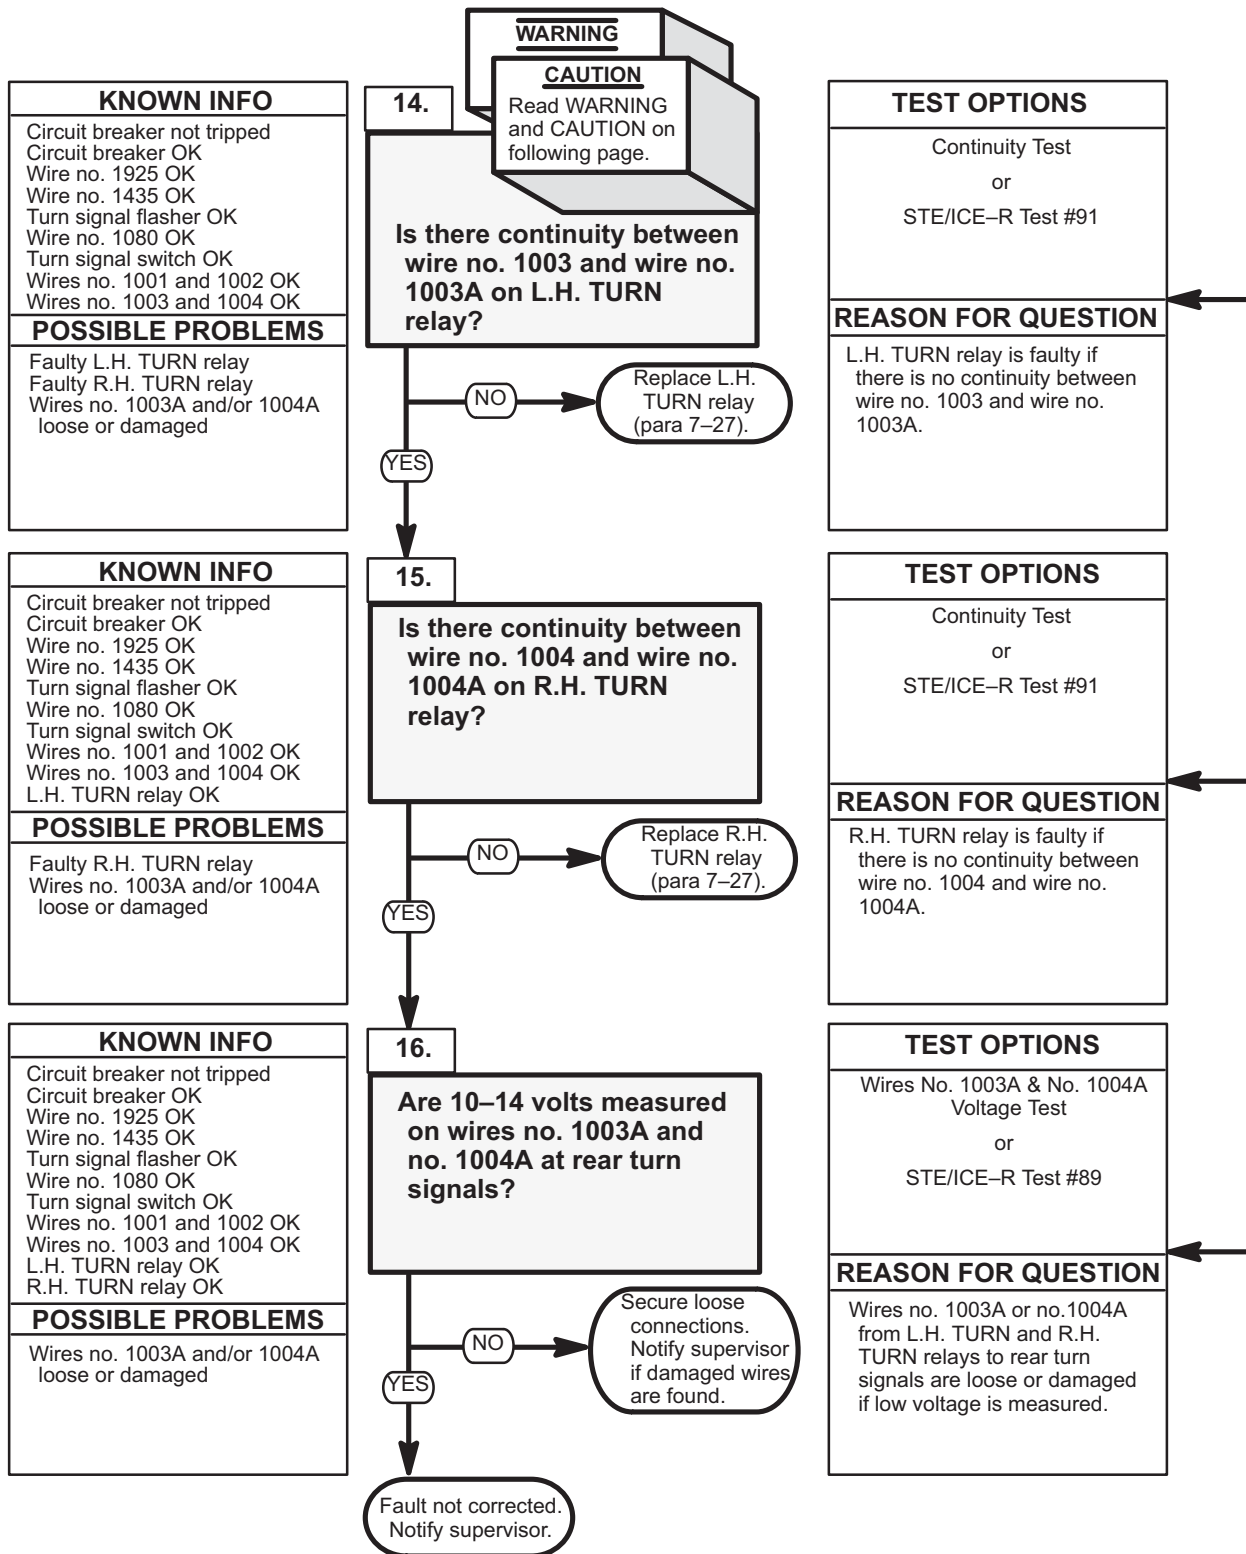 WARNING
CAUTION
Read WARNING
and CAUTION on
following page.
KNOWN INFO
Circuit breaker not tripped
Circuit breaker OK
Wire no. 1925 OK
Wire no. 1435 OK
Turn signal flasher OK
Wire no. 1080 OK
Turn signal switch OK
Wires no. 1001 and 1002 OK
Wires no. 1003 and 1004 OK
POSSIBLE PROBLEMS
Faulty L.H. TURN relay
Faulty R.H. TURN relay
Wires no. 1003A and/or 1004A
loose or damaged
14.
Is there continuity between
wire no. 1003 and wire no.
1003A on L.H. TURN
relay?
NO
Replace L.H.
TURN relay
(para 7–27).
YES
TEST OPTIONS
Continuity Test
or
STE/ICE–R Test #91
REASON FOR QUESTION
L.H. TURN relay is faulty if
there is no continuity between
wire no. 1003 and wire no.
1003A.
KNOWN INFO
Circuit breaker not tripped
Circuit breaker OK
Wire no. 1925 OK
Wire no. 1435 OK
Turn signal flasher OK
Wire no. 1080 OK
Turn signal switch OK
Wires no. 1001 and 1002 OK
Wires no. 1003 and 1004 OK
L.H. TURN relay OK
POSSIBLE PROBLEMS
Faulty R.H. TURN relay
Wires no. 1003A and/or 1004A
loose or damaged
15.
Is there continuity between
wire no. 1004 and wire no.
1004A on R.H. TURN
relay?
NO
Replace R.H.
TURN relay
(para 7–27).
YES
TEST OPTIONS
Continuity Test
or
STE/ICE–R Test #91
REASON FOR QUESTION
R.H. TURN relay is faulty if
there is no continuity between
wire no. 1004 and wire no.
1004A.
KNOWN INFO
Circuit breaker not tripped
Circuit breaker OK
Wire no. 1925 OK
Wire no. 1435 OK
Turn signal flasher OK
Wire no. 1080 OK
Turn signal switch OK
Wires no. 1001 and 1002 OK
Wires no. 1003 and 1004 OK
L.H. TURN relay OK
R.H. TURN relay OK
POSSIBLE PROBLEMS
Wires no. 1003A and/or 1004A
loose or damaged
16.
Are 10–14 volts measured
on wires no. 1003A and
no. 1004A at rear turn
signals?
NO
Secure loose
connections.
Notify supervisor
if damaged wires
are found.
YES
Fault not corrected.
Notify supervisor.
TEST OPTIONS
Wires No. 1003A & No. 1004A
Voltage Test
or
STE/ICE–R Test #89
REASON FOR QUESTION
Wires no. 1003A or no.1004A
from L.H. TURN and R.H.
TURN relays to rear turn
signals are loose or damaged
if low voltage is measured.